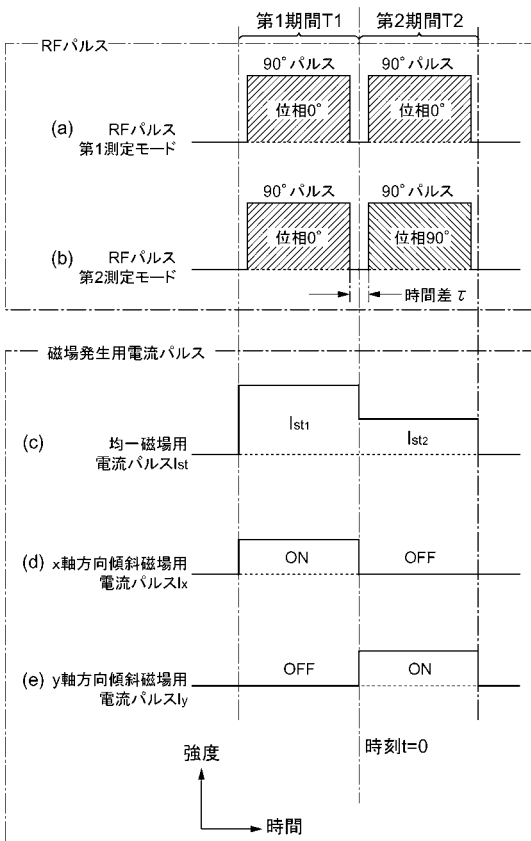 第1期間T1 第2期間T2
RFパルス
90°パルス 90°パルス
(a) RFパルス
第1測定モード
位相0° 位相0°
90°パルス 90°パルス
(b) RFパルス
第2測定モード
位相0° 位相90°
時間差τ
磁場発生用電流パルス
(c) 均一磁場用
電流パルスIst
Ist1 Ist2
(d) x軸方向傾斜磁場用
電流パルスIx
ON OFF
(e) y軸方向傾斜磁場用
電流パルスIy
OFF ON
時刻t=0
強度
時間